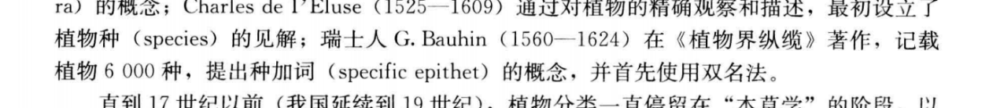 ra）的概念；Charles de l'Eluse（1525—1609）通过对植物的精确观察和描述，最初设立了
植物种（species）的见解；瑞士人 G. Bauhin（1560—1624）在《植物界纵缆》著作，记载
植物 6 000 种，提出种加词（specific epithet）的概念，并首先使用双名法。
直到 17 世纪以前（我国延续到 19 世纪），植物分类一直停留在“本草学”的阶段，以